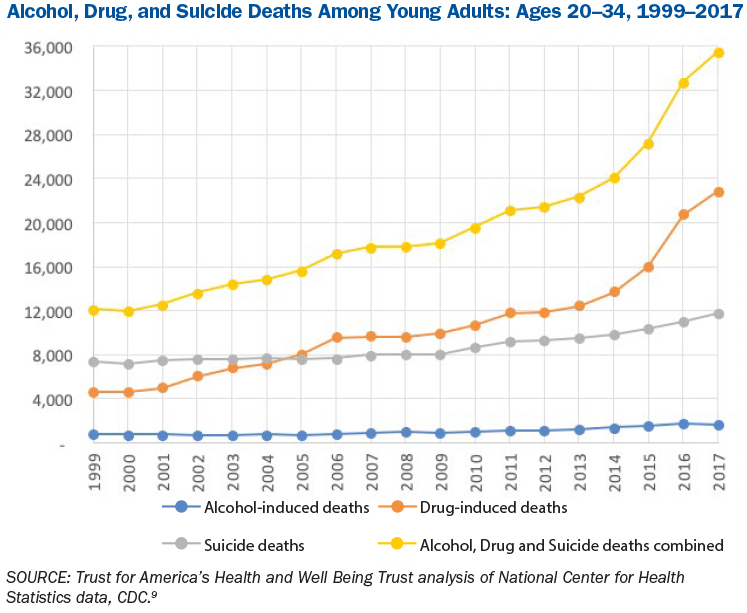 Alcohol, Drug, and Suicide Deaths Among Young Adults: Ages 20–34, 1999–2017
36,000
32,000
28,000
24,000
20,000
16,000
12,000
8,000
4,000
-
1999 2000 2001 2002 2003 2004 2005 2006 2007 2008 2009 2010 2011 2012 2013 2014 2015 2016 2017
Alcohol-induced deaths Drug-induced deaths
Suicide deaths Alcohol, Drug and Suicide deaths combined
SOURCE: Trust for America’s Health and Well Being Trust analysis of National Center for Health
Statistics data, CDC.⁹